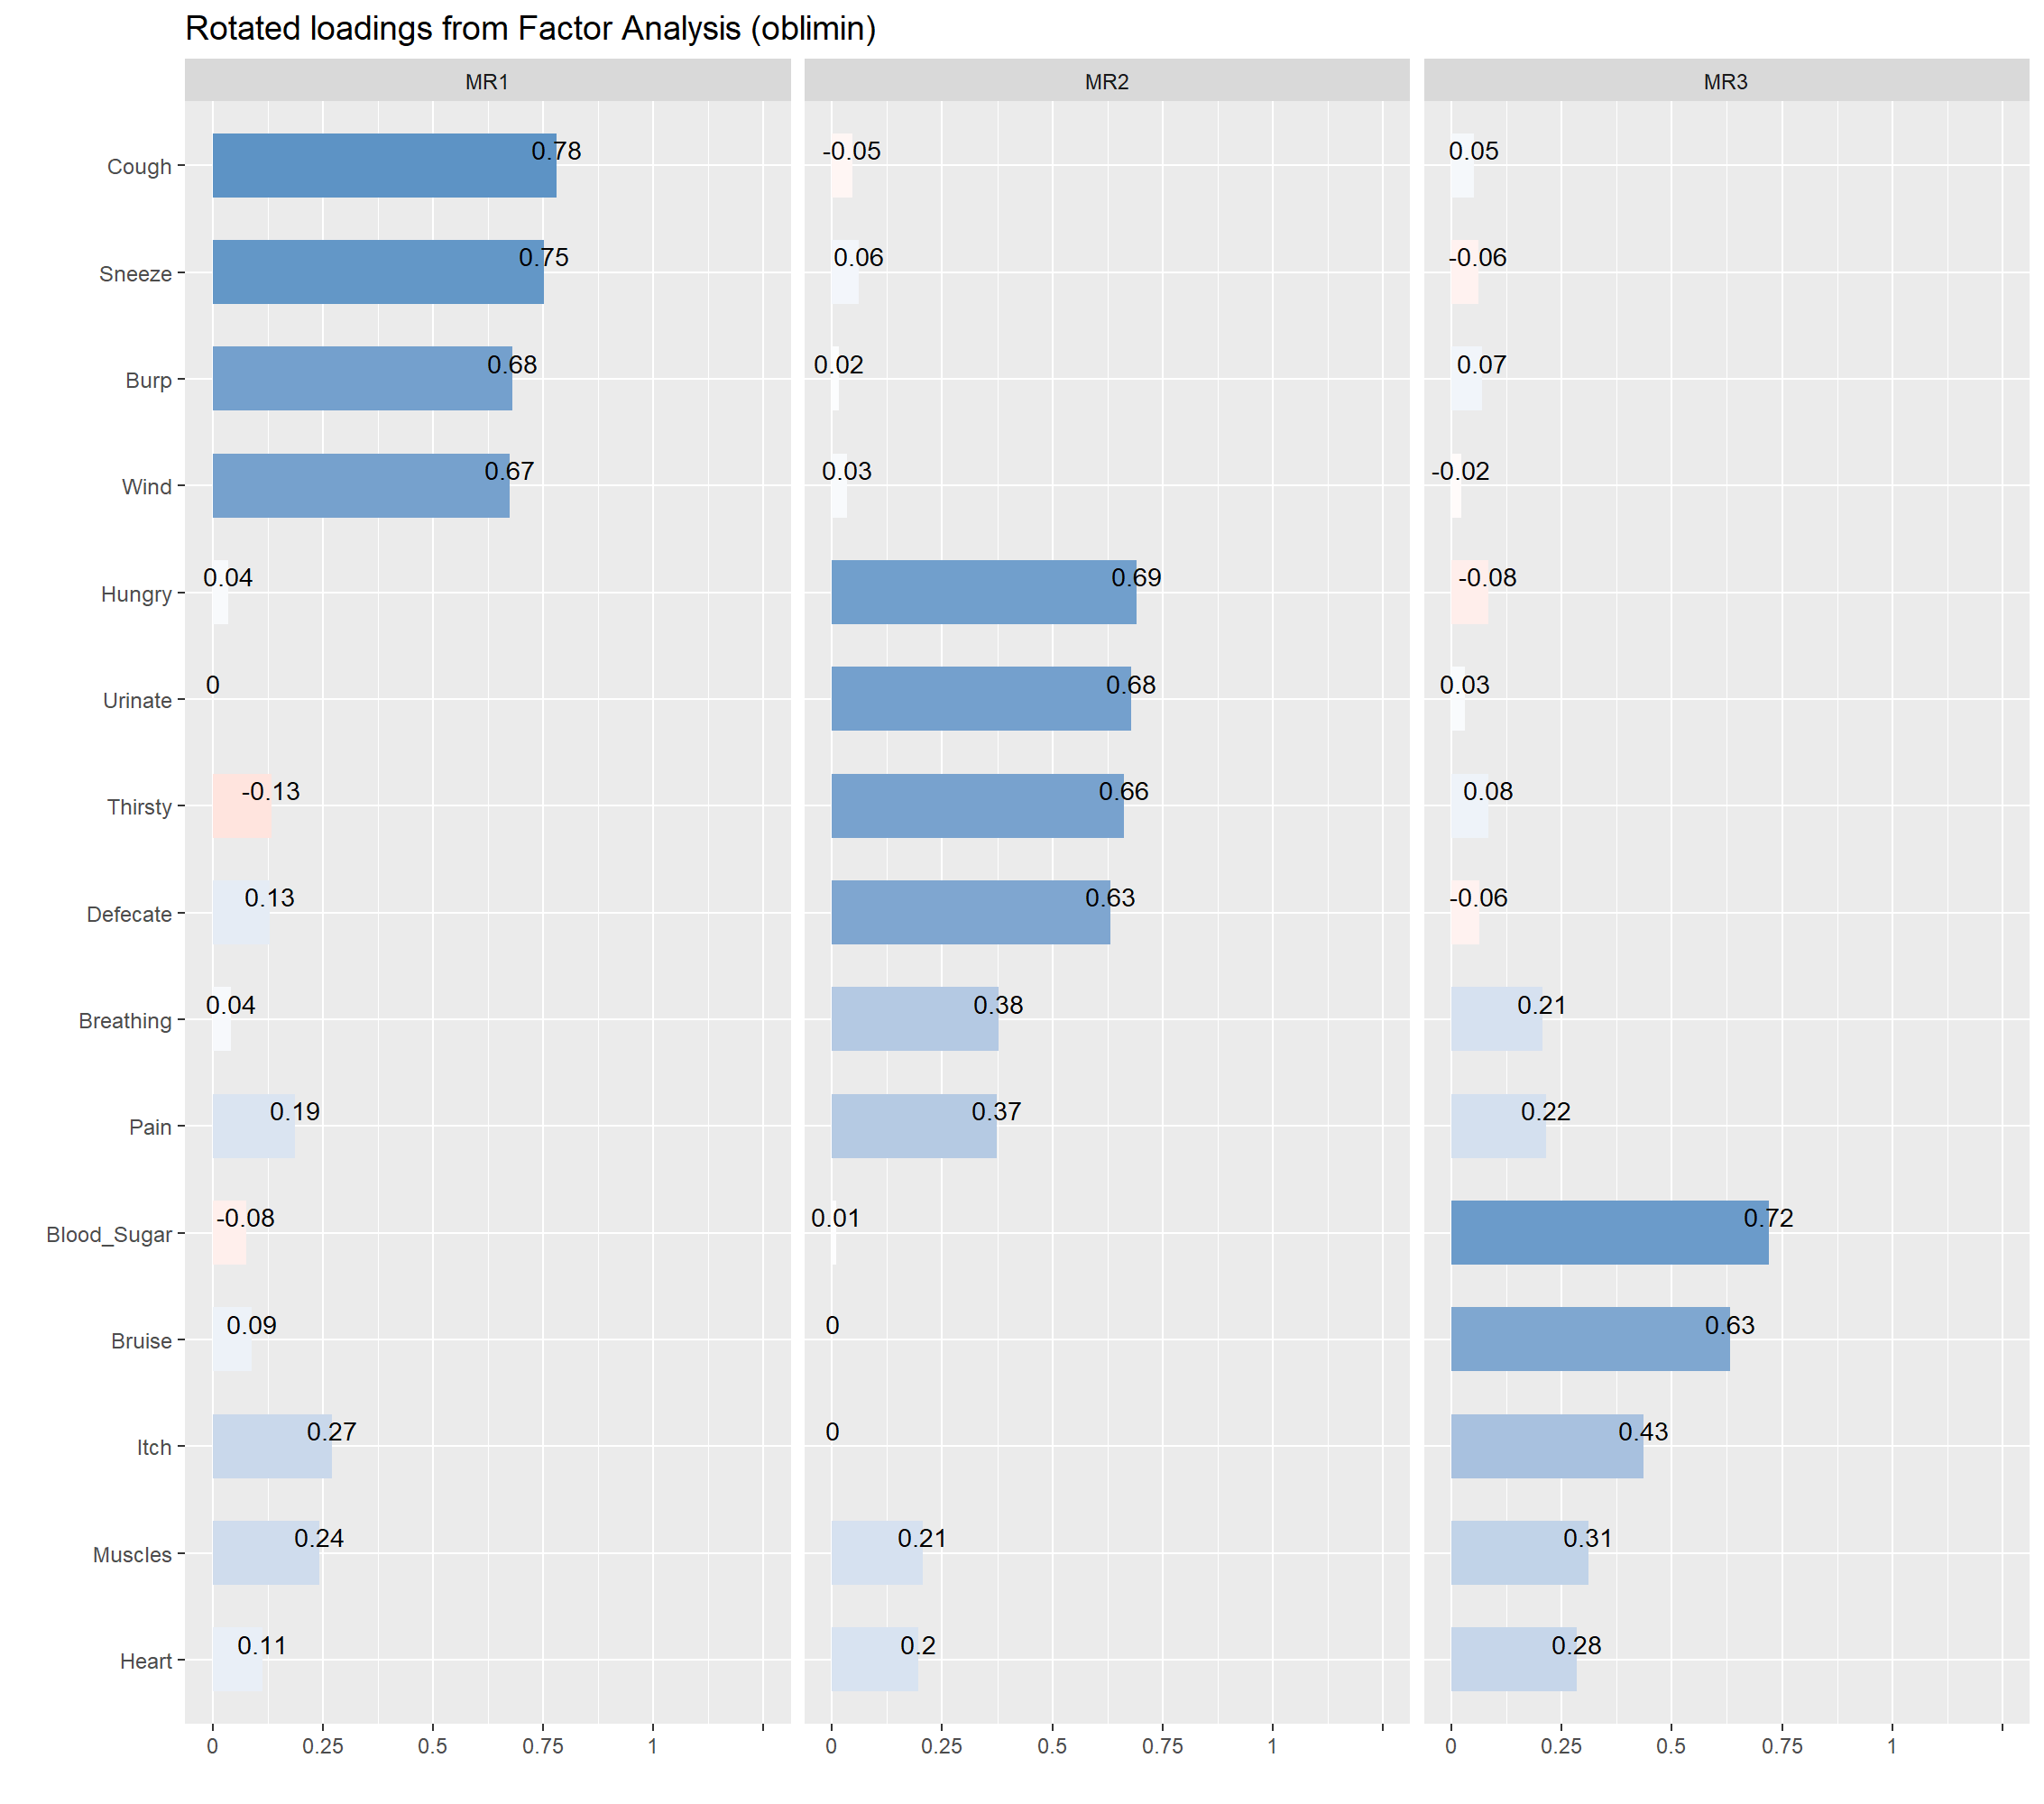 Rotated loadings from Factor Analysis (oblimin)
MR1 MR2 MR3
Cough 0.78 -0.05 0.05
Sneeze 0.75 0.06 -0.06
Burp 0.68 0.02 0.07
Wind 0.67 0.03 -0.02
Hungry 0.04 0.69 -0.08
Urinate 0 0.68 0.03
Thirsty -0.13 0.66 0.08
Defecate 0.13 0.63 -0.06
Breathing 0.04 0.38 0.21
Pain 0.19 0.37 0.22
Blood_Sugar -0.08 0.01 0.72
Bruise 0.09 0 0.63
Itch 0.27 0 0.43
Muscles 0.24 0.21 0.31
Heart 0.11 0.2 0.28
0 0.25 0.5 0.75 1 0 0.25 0.5 0.75 1 0 0.25 0.5 0.75 1